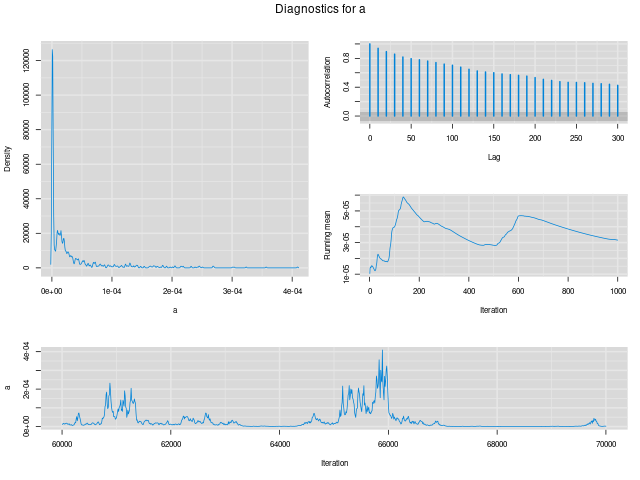 Diagnostics for a
Density
0 20000 40000 60000 80000 100000 120000
0e+00 1e-04 2e-04 3e-04 4e-04
a
Autocorrelation
0.0 0.4 0.8
0 50 100 150 200 250 300
Lag
Running mean
1e-05 3e-05 5e-05
0 200 400 600 800 1000
Iteration
a
0e+00 2e-04 4e-04
60000 62000 64000 66000 68000 70000
Iteration